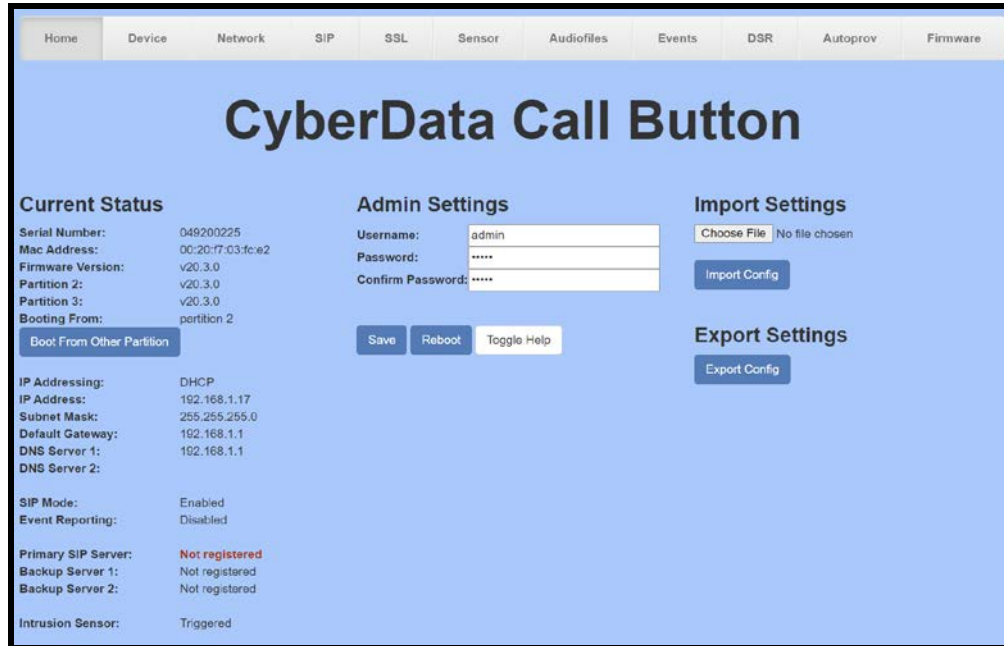 Home Device Network SIP SSL Sensor Audiofiles Events DSR Autoprov Firmware
CyberData Call Button
Current Status
Serial Number: 049200225
Mac Address: 00:20:f7:03:fc:e2
Firmware Version: v20.3.0
Partition 2: v20.3.0
Partition 3: v20.3.0
Booting From: partition 2
Boot From Other Partition
IP Addressing: DHCP
IP Address: 192.168.1.17
Subnet Mask: 255.255.255.0
Default Gateway: 192.168.1.1
DNS Server 1: 192.168.1.1
DNS Server 2:
SIP Mode: Enabled
Event Reporting: Disabled
Primary SIP Server: Not registered
Backup Server 1: Not registered
Backup Server 2: Not registered
Intrusion Sensor: Triggered
Admin Settings
Username: admin
Password: •••••
Confirm Password: •••••
Save Reboot Toggle Help
Import Settings
Choose File No file chosen
Import Config
Export Settings
Export Config